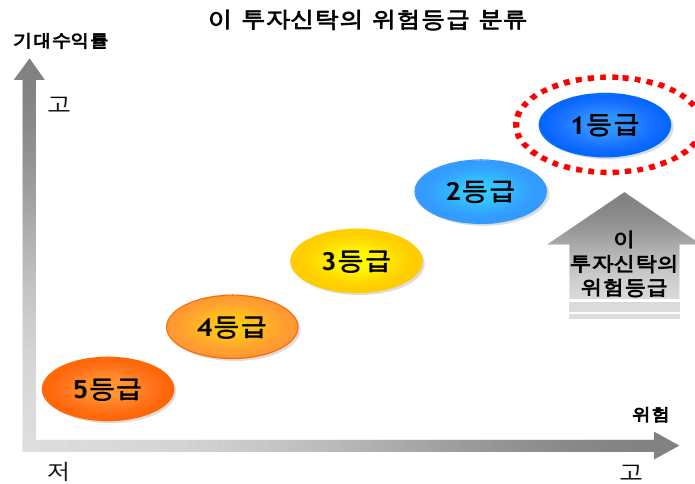 이 투자신탁의 위험등급 분류
기대수익률
고
1등급
2등급
이
투자신탁의
위험등급
3등급
4등급
5등급
위험
저
고